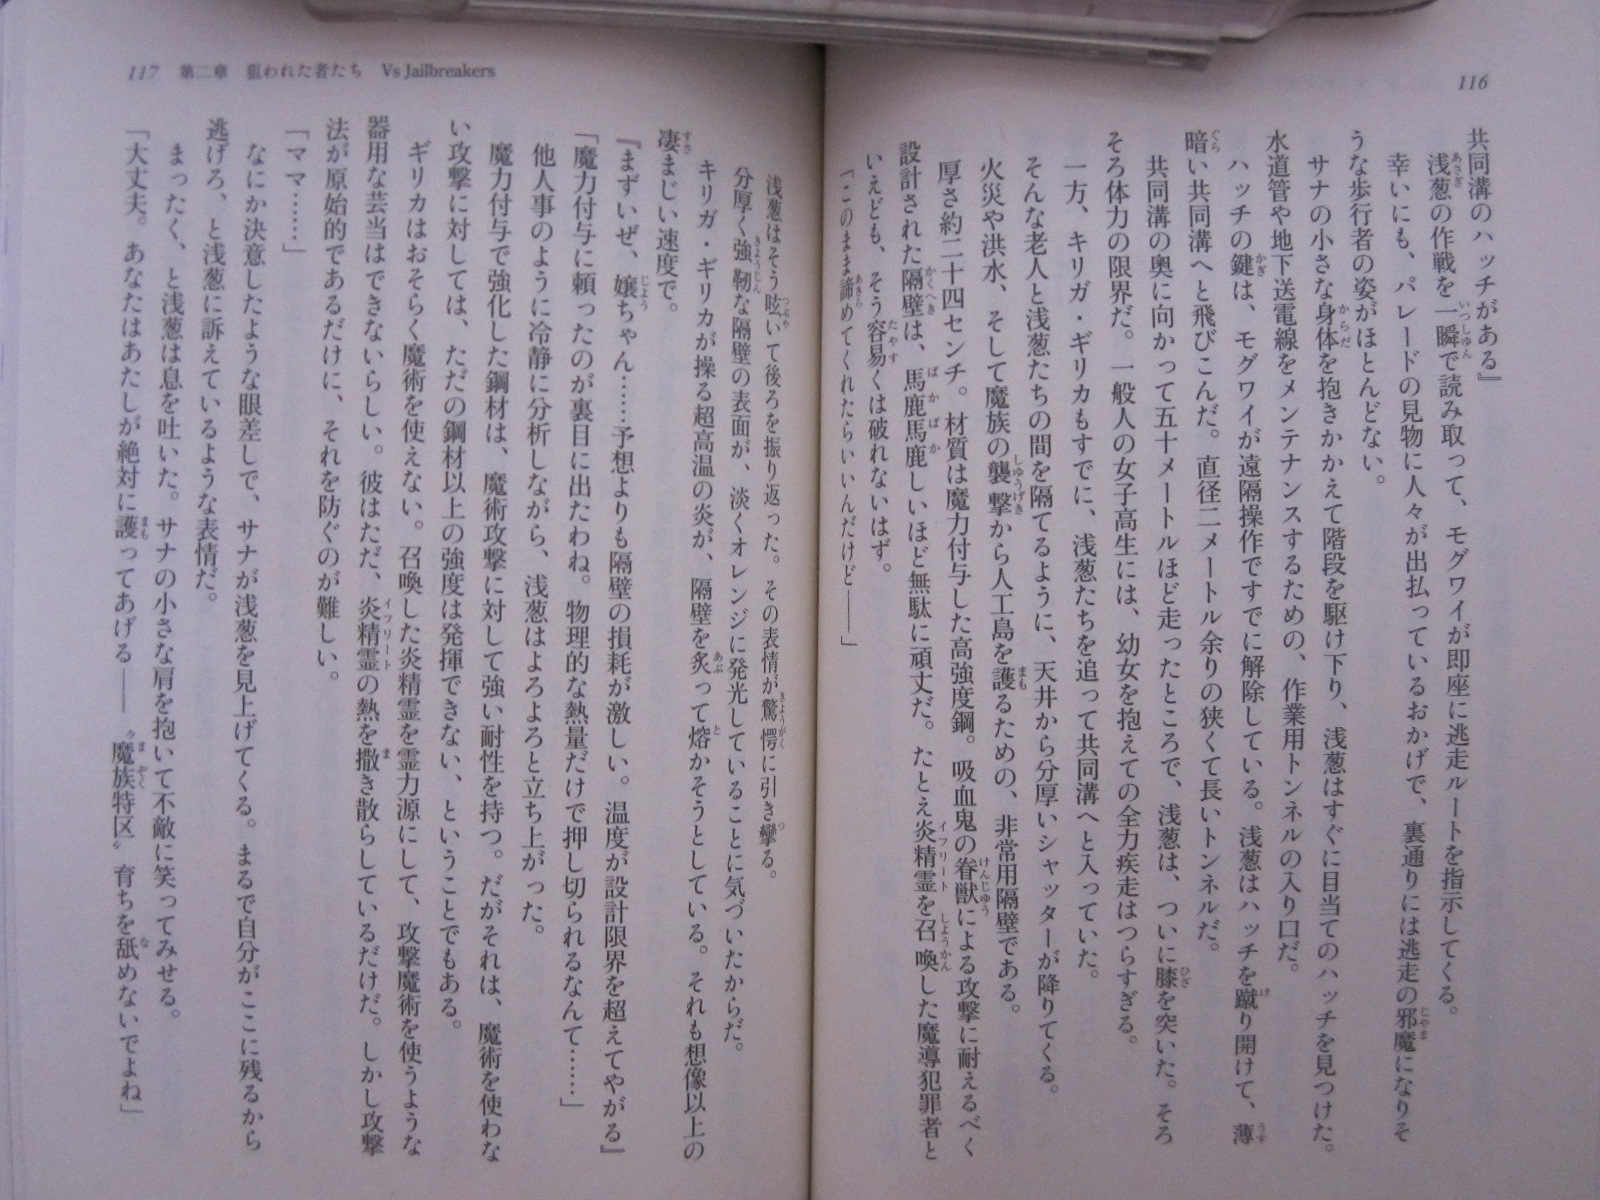 116
共同溝のハッチがある』
浅葱の作戦を一瞬で読み取って、モグワイが即座に逃走ルートを指示してくる。
幸いにも、パレードの見物に人々が出払っているおかげで、裏通りには逃走の邪魔になりそ
うな歩行者の姿がほとんどない。
サナの小さな身体を抱きかかえて階段を駆け下り、浅葱はすぐに目当てのハッチを見つけた。
水道管や地下送電線をメンテナンスするための、作業用トンネルの入り口だ。
ハッチの鍵は、モグワイが遠隔操作ですでに解除している。浅葱はハッチを蹴り開けて、薄
暗い共同溝へと飛びこんだ。直径二メートル余りの狭くて長いトンネルだ。
共同溝の奥に向かって五十メートルほど走ったところで、浅葱は、ついに膝を突いた。そろ
そろ体力の限界だ。一般人の女子高生には、幼女を抱えての全力疾走はつらすぎる。
一方、キリガ・ギリカもすでに、浅葱たちを追って共同溝へと入っていた。
そんな老人と浅葱たちの間を隔てるように、天井から分厚いシャッターが降りてくる。
火災や洪水、そして魔族の襲撃から人工島を護るための、非常用隔壁である。
厚さ約二十四センチ。材質は魔力付与した高強度鋼。吸血鬼の眷獣による攻撃に耐えるべく
設計された隔壁は、馬鹿馬鹿しいほど無駄に頑丈だ。たとえ炎精霊を召喚した魔導犯罪者と
いえども、そう容易くは破れないはず。
「このまま諦めてくれたらいいんだけど――」
117 第二章 狙われた者たち Vs Jailbreakers
浅葱はそう呟いて後ろを振り返った。その表情が驚愕に引き攣る。
分厚く強靭な隔壁の表面が、淡くオレンジに発光していることに気づいたからだ。
キリガ・ギリカが操る超高温の炎が、隔壁を炙って熔かそうとしている。それも想像以上の
凄まじい速度で。
『まずいぜ、嬢ちゃん……予想よりも隔壁の損耗が激しい。温度が設計限界を超えてやがる』
「魔力付与に頼ったのが裏目に出たわね。物理的な熱量だけで押し切られるなんて……」
他人事のように冷静に分析しながら、浅葱はよろよろと立ち上がった。
魔力付与で強化した鋼材は、魔術攻撃に対して強い耐性を持つ。だがそれは、魔術を使わな
い攻撃に対しては、ただの鋼材以上の強度は発揮できない、ということでもある。
ギリカはおそらく魔術を使えない。召喚した炎精霊を霊力源にして、攻撃魔術を使うような
器用な芸当はできないらしい。彼はただ、炎精霊の熱を撒き散らしているだけだ。しかし攻撃
法が原始的であるだけに、それを防ぐのが難しい。
「ママ……」
なにか決意したような眼差しで、サナが浅葱を見上げてくる。まるで自分がここに残るから
逃げろ、と浅葱に訴えているような表情だ。
まったく、と浅葱は息を吐いた。サナの小さな肩を抱いて不敵に笑ってみせる。
「大丈夫。あなたはあたしが絶対に護ってあげる――〝魔族特区〟育ちを舐めないでよね」